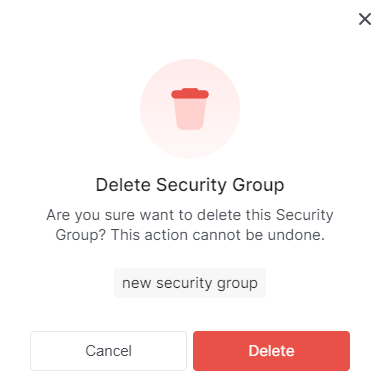 Delete Security Group
Are you sure want to delete this Security
Group? This action cannot be undone.
new security group
Cancel
Delete